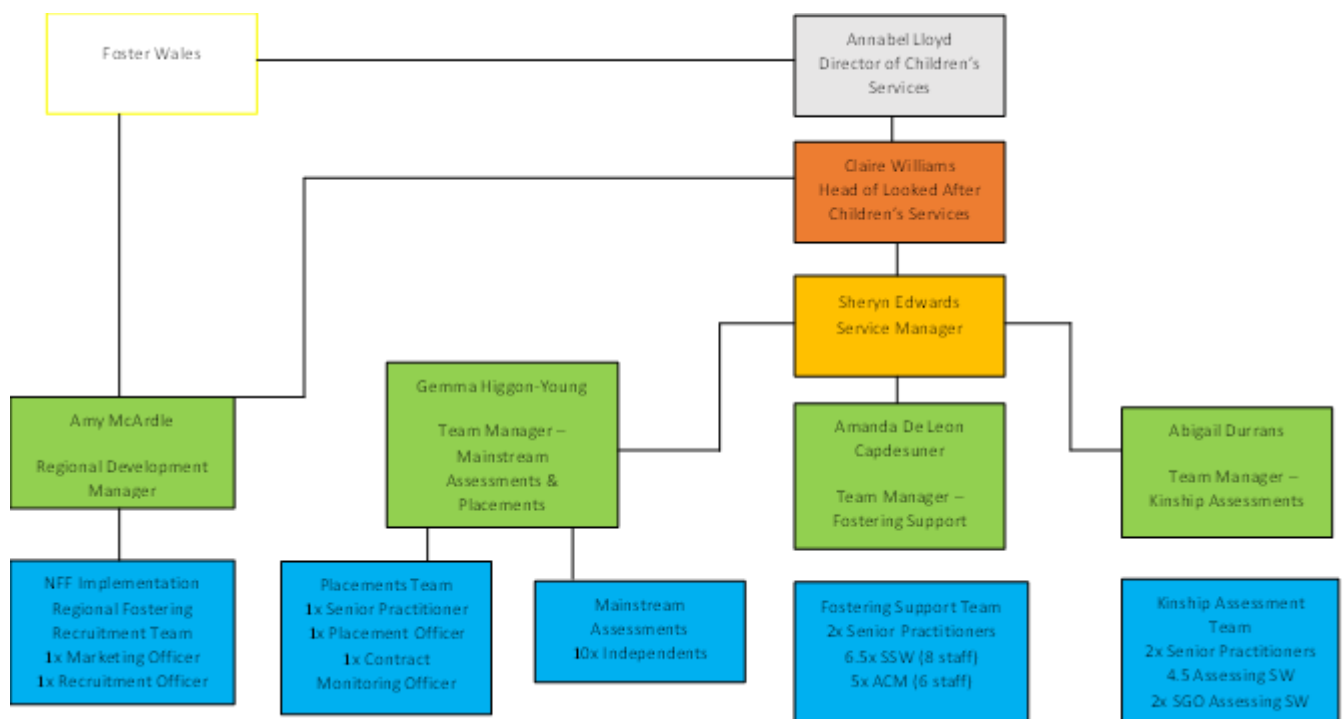 Foster Wales
Annabel Lloyd
Director of Children's
Services
Claire Williams
Head of Looked After
Children's Services
Sheryn Edwards
Service Manager
Amy McArdle
Regional Development
Manager
Gemma Higgon-Young
Team Manager –
Mainstream
Assessments &
Placements
Amanda De Leon
Capdesuner
Team Manager –
Fostering Support
Abigail Durrans
Team Manager –
Kinship Assessments
NFF Implementation
Regional Fostering
Recruitment Team
1x Marketing Officer
1x Recruitment Officer
Placements Team
1x Senior Practitioner
1x Placement Officer
1x Contract
Monitoring Officer
Mainstream
Assessments
10x Independents
Fostering Support Team
2x Senior Practitioners
6.5x SSW (8 staff)
5x ACM (6 staff)
Kinship Assessment
Team
2x Senior Practitioners
4.5 Assessing SW
2x SGO Assessing SW